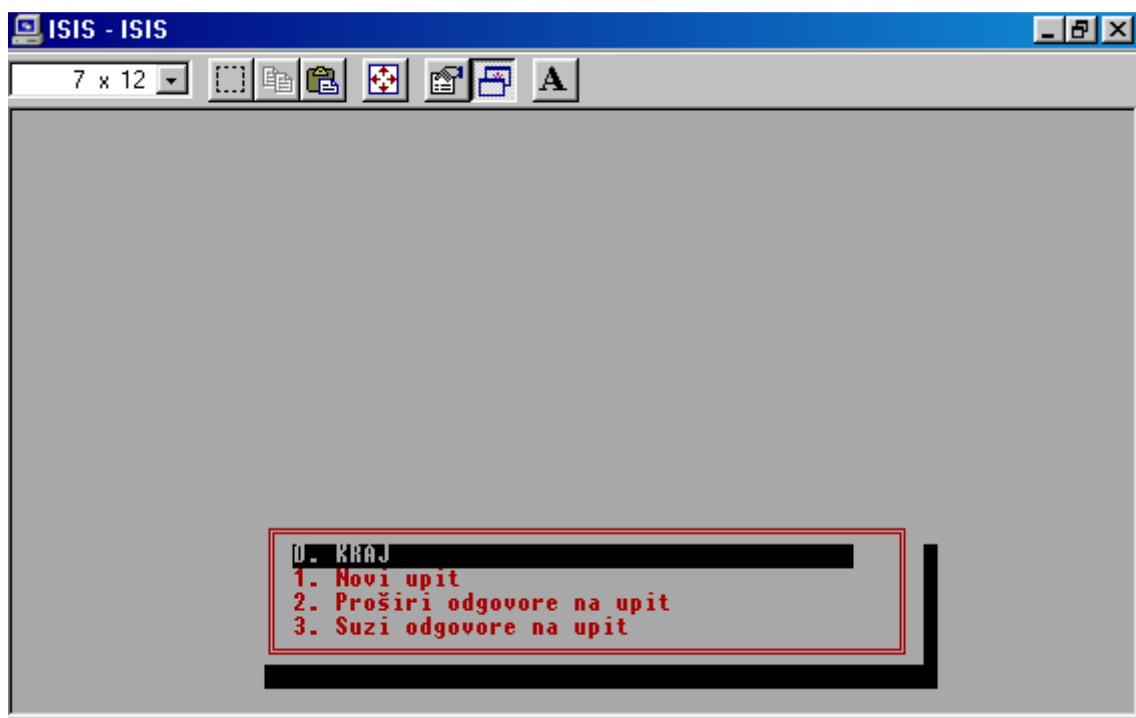 ISIS - ISIS
7 x 12 A
0. KRAJ
1. Novi upit
2. Proširi odgovore na upit
3. Suzi odgovore na upit